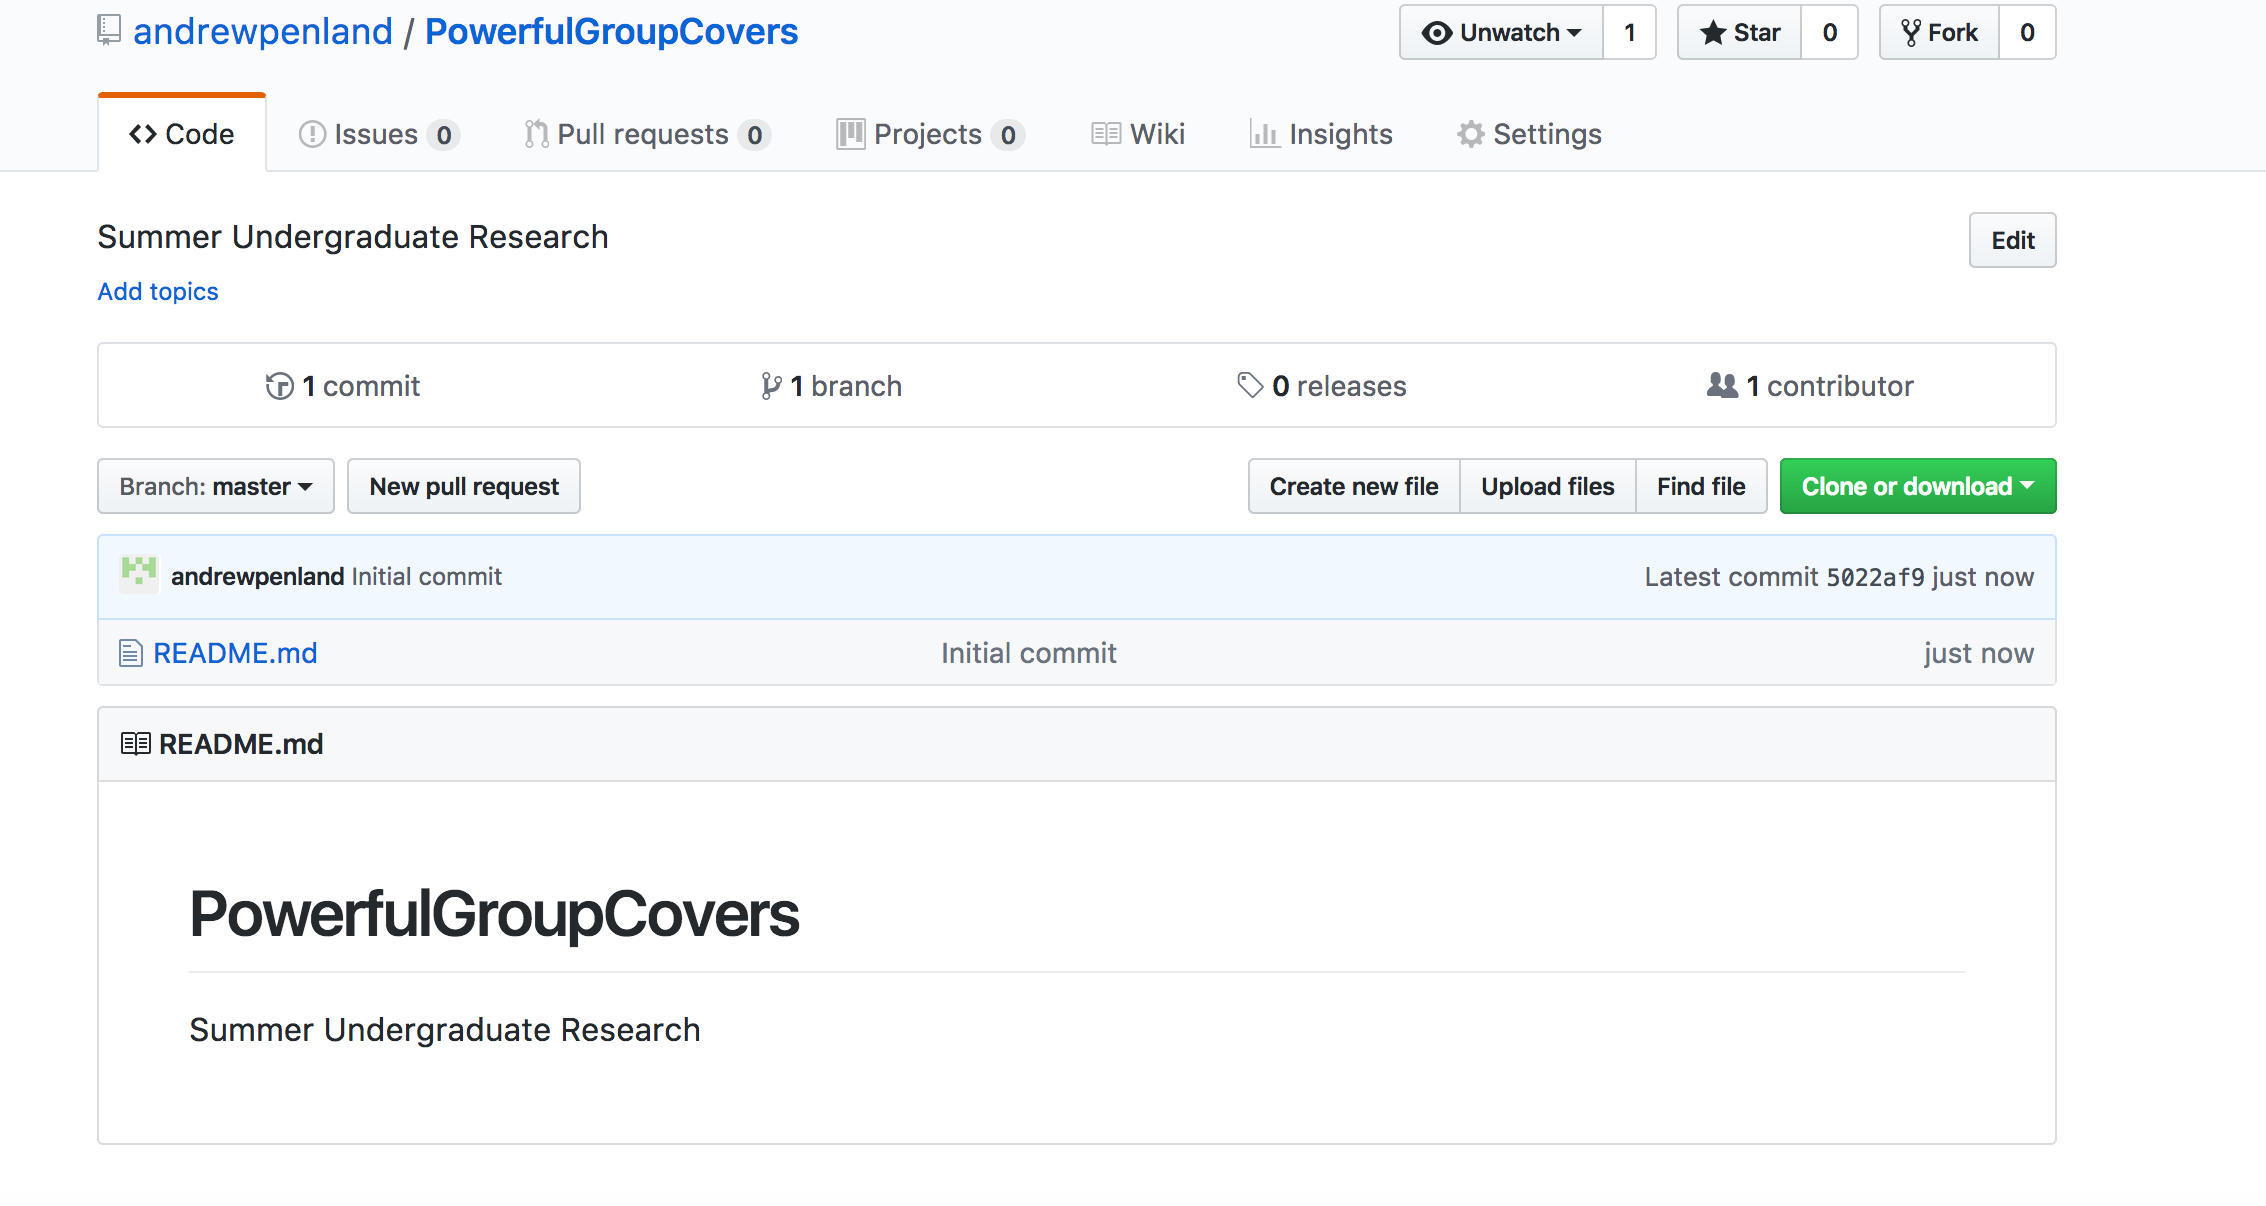 andrewpenland / PowerfulGroupCovers Unwatch 1 Star 0 Fork 0
Code Issues 0 Pull requests 0 Projects 0 Wiki Insights Settings
Summer Undergraduate Research Edit
Add topics
1 commit 1 branch 0 releases 1 contributor
Branch: master New pull request Create new file Upload files Find file Clone or download
andrewpenland Initial commit Latest commit 5022af9 just now
README.md Initial commit just now
README.md
PowerfulGroupCovers
Summer Undergraduate Research